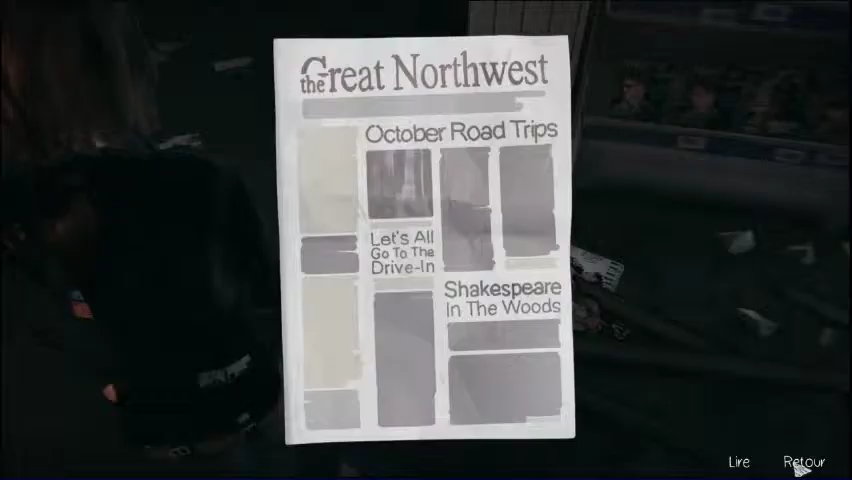 the Great Northwest
October Road Trips
Let's All
Go To The
Drive-In
Shakespeare
In The Woods
Lire
Retour